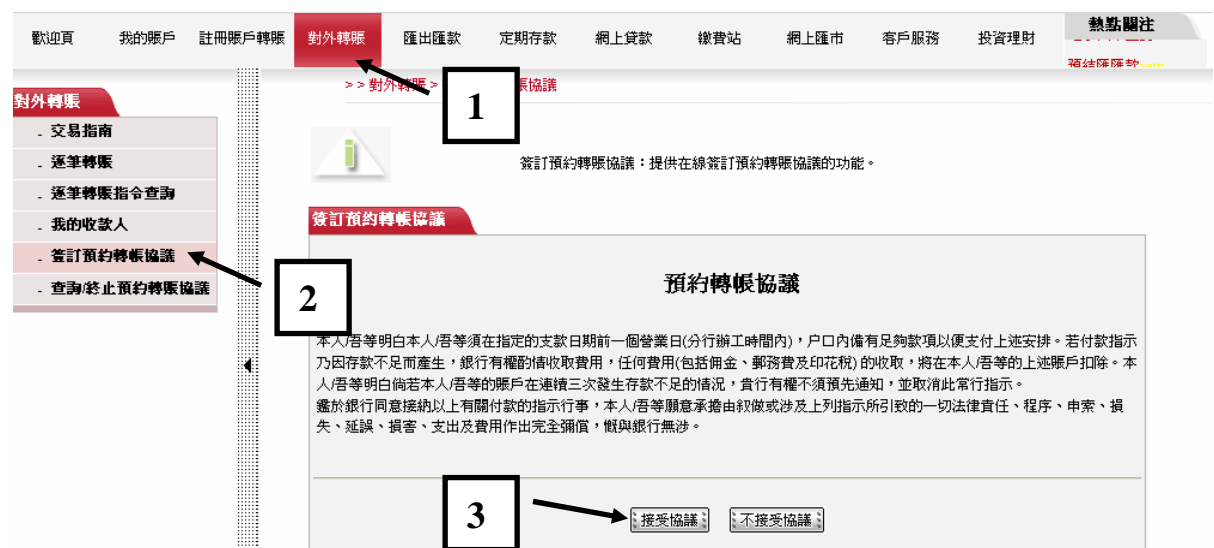 歡迎頁 我的賬戶 註冊賬戶轉賬 對外轉賬 匯出匯款 定期存款 網上貸款 繳費站 網上匯市 客戶服務 投資理財 熱點關注
預結匯匯款
>> 對外轉賬 > 賬協議
1
對外轉賬
. 交易指南
. 逐筆轉賬
. 逐筆轉賬指令查詢
. 我的收款人
. 簽訂預約轉帳協議
. 查詢/終止預約轉賬協議
2
簽訂預約轉賬協議：提供在線簽訂預約轉賬協議的功能。
簽訂預約轉帳協議
預約轉帳協議
本人/吾等明白本人/吾等須在指定的支款日期前一個營業日(分行辦工時間內)，戶口內備有足夠款項以便支付上述安排。若付款指示
乃因存款不足而產生，銀行有權酌情收取費用，任何費用(包括佣金、郵務費及印花稅) 的收取，將在本人/吾等的上述賬戶扣除。本
人/吾等明白倘若本人/吾等的賬戶在連續三次發生存款不足的情況，貴行有權不須預先通知，並取消此常行指示。
鑑於銀行同意接納以上有關付款的指示行事，本人/吾等願意承擔由叙做或涉及上列指示所引致的一切法律責任、程序、申索、損
失、延誤、損害、支出及費用作出完全彌償，慨與銀行無涉。
3
接受協議 不接受協議